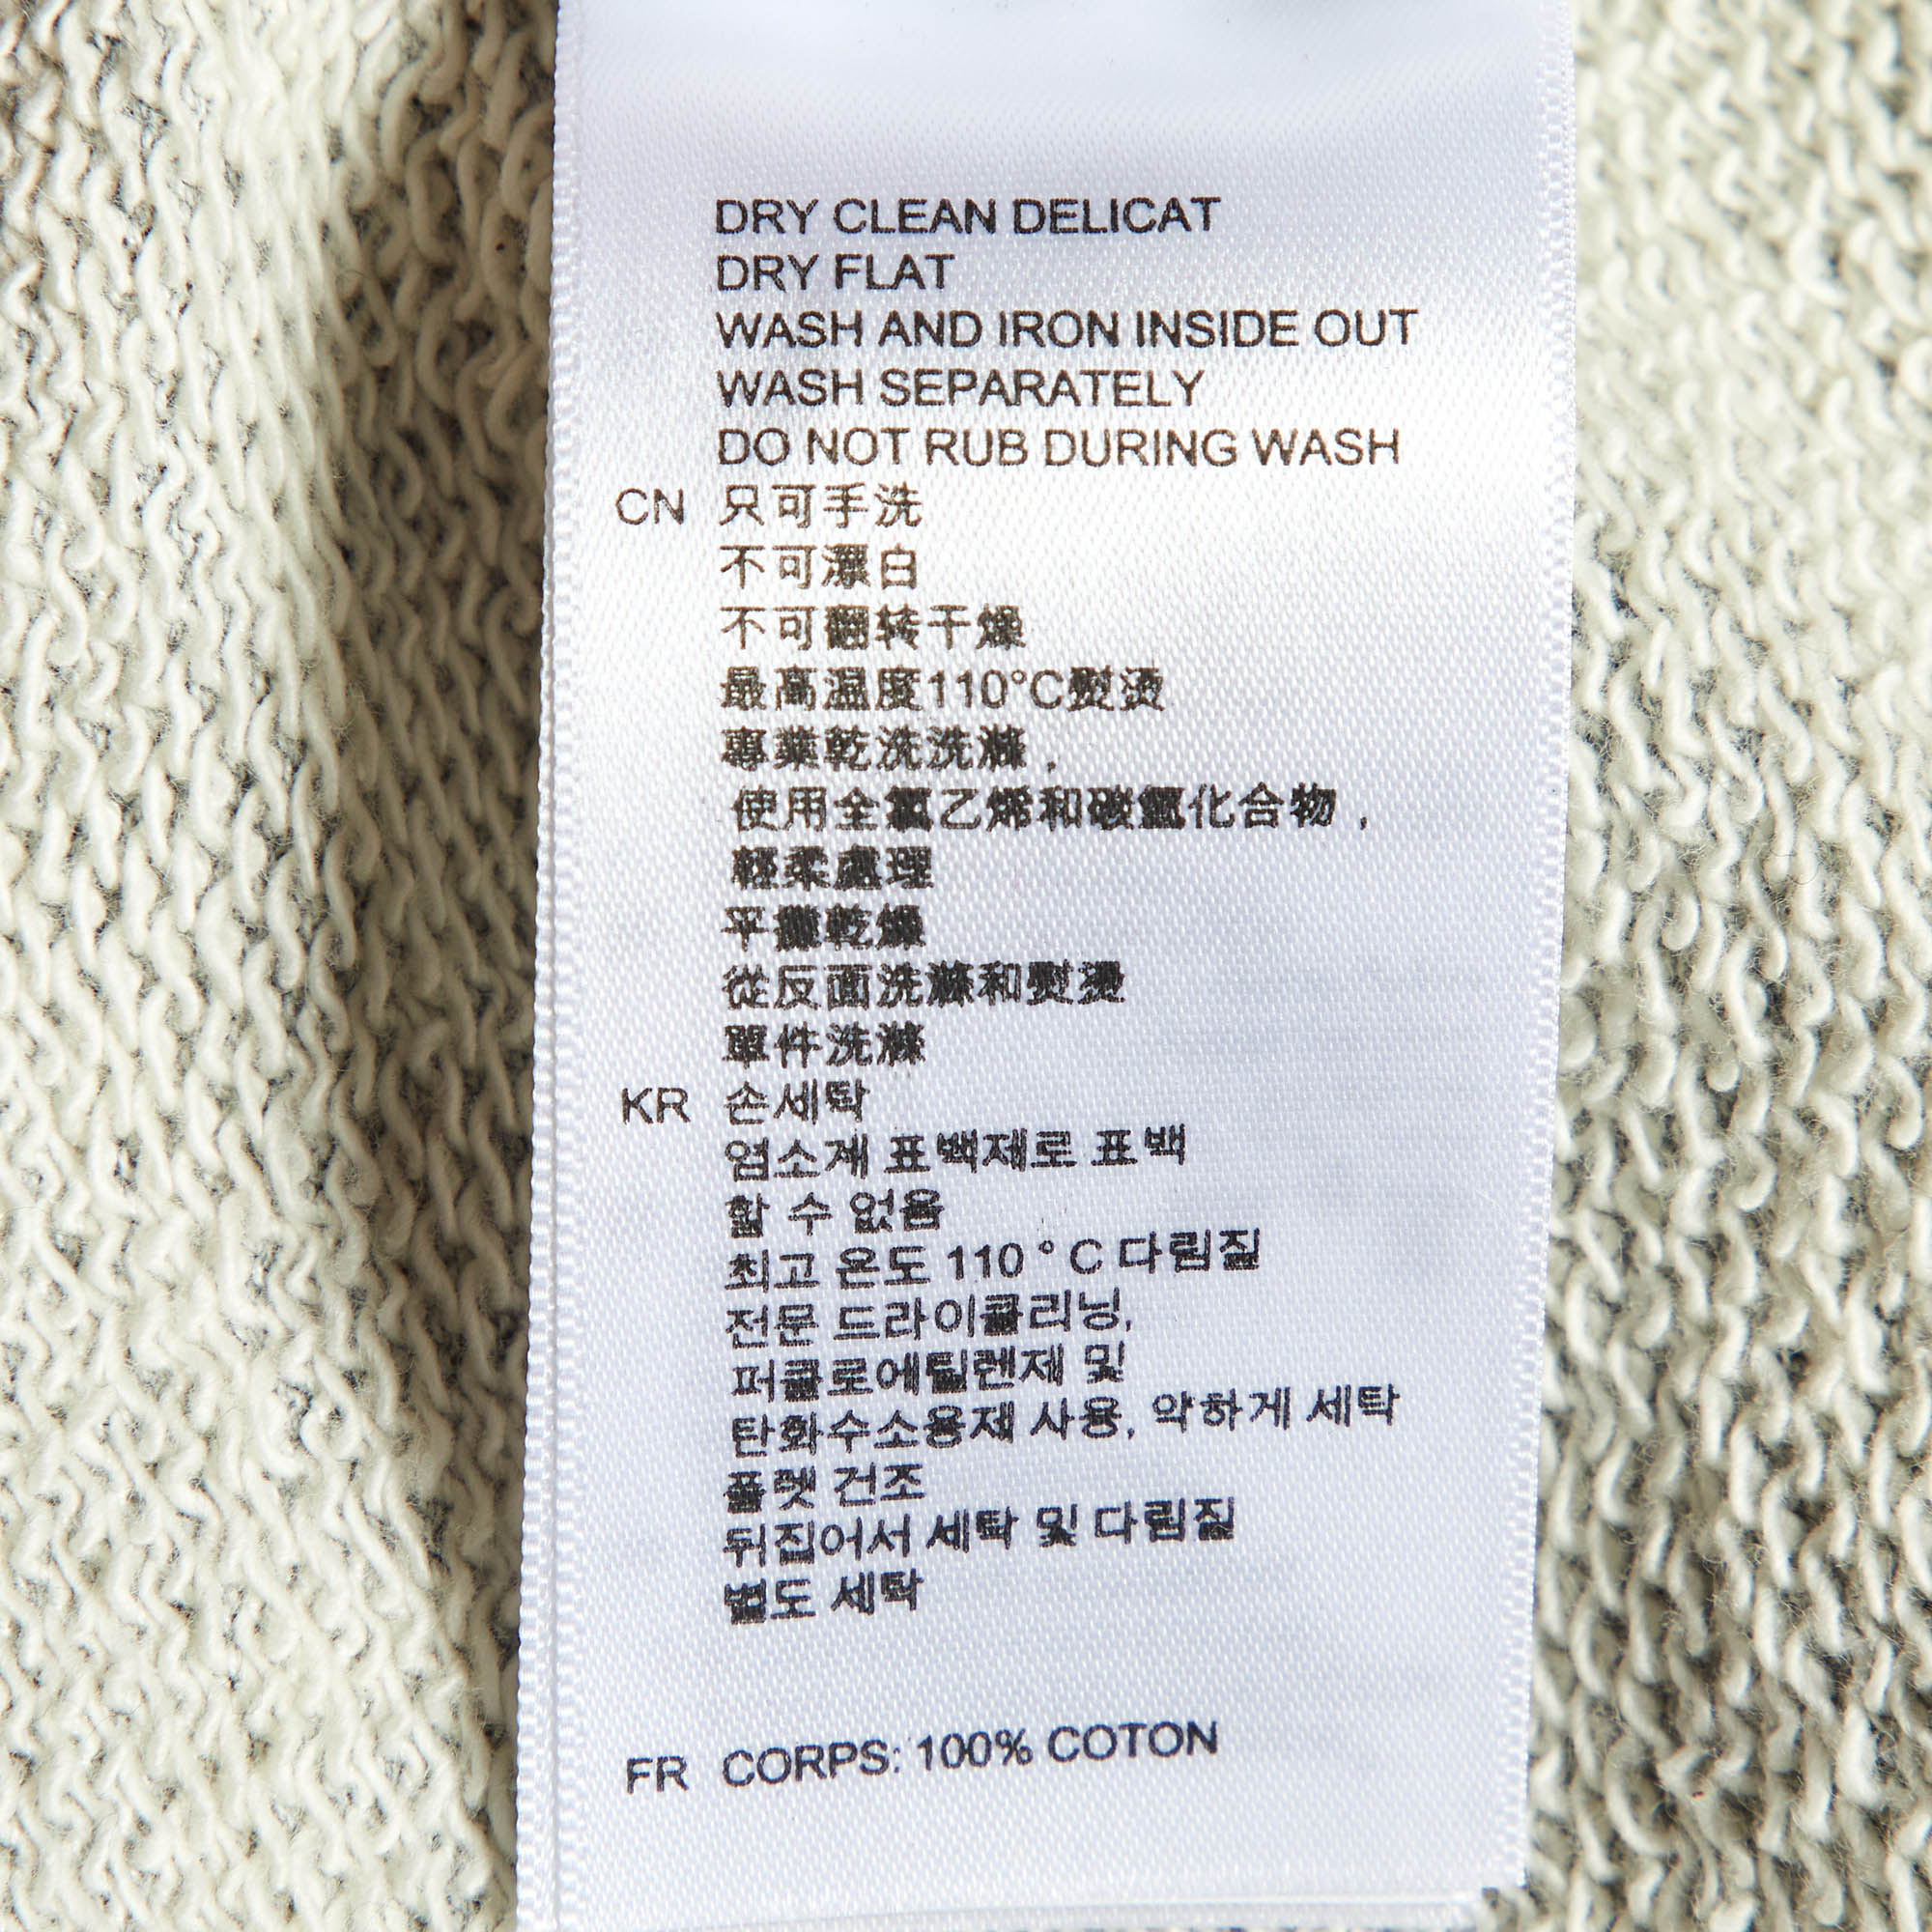 DRY CLEAN DELICAT
DRY FLAT
WASH AND IRON INSIDE OUT
WASH SEPARATELY
DO NOT RUB DURING WASH
CN 只可手洗
不可漂白
不可翻转干燥
最高温度110°C熨烫
專業乾洗洗滌，
使用全氯乙烯和碳氫化合物，
輕柔處理
平攤乾燥
從反面洗滌和熨燙
單件洗滌
KR 손세탁
염소계 표백제로 표백
할 수 없음
최고 온도 110 ° C 다림질
전문 드라이클리닝,
퍼클로에틸렌제 및
탄화수소용제 사용, 약하게 세탁
플랫 건조
뒤집어서 세탁 및 다림질
별도 세탁
FR CORPS: 100% COTON